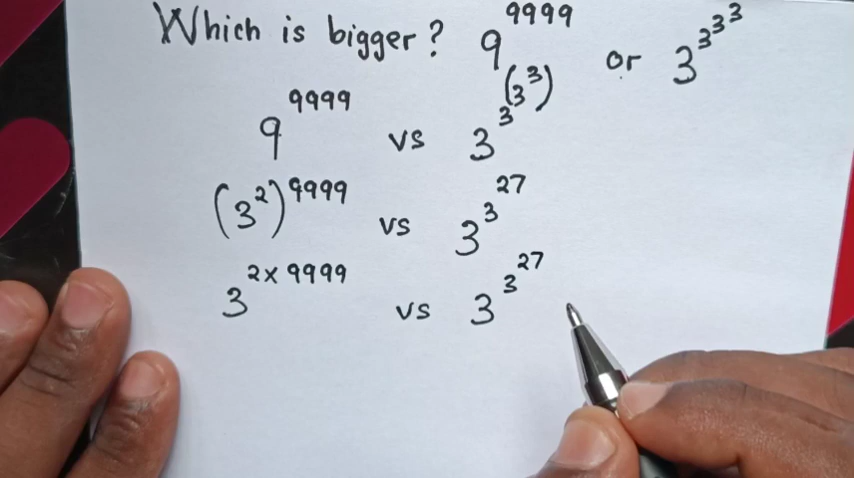 Which is bigger? 9^9999 or 3^3^3^3
9^9999 vs 3^3^(3^3)
(3^2)^9999 vs 3^3^27
3^2×9999 vs 3^3^27